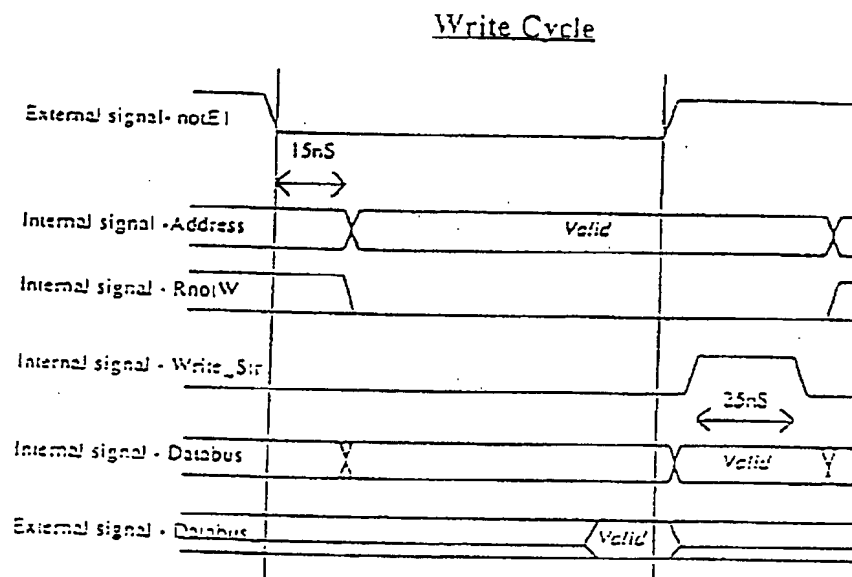 Write Cycle
External signal- notE1
15nS
Internal signal -Address
Valid
Internal signal - RnotW
Internal signal - Write_Str
25nS
Internal signal - Databus
Valid
External signal - Databus
Valid